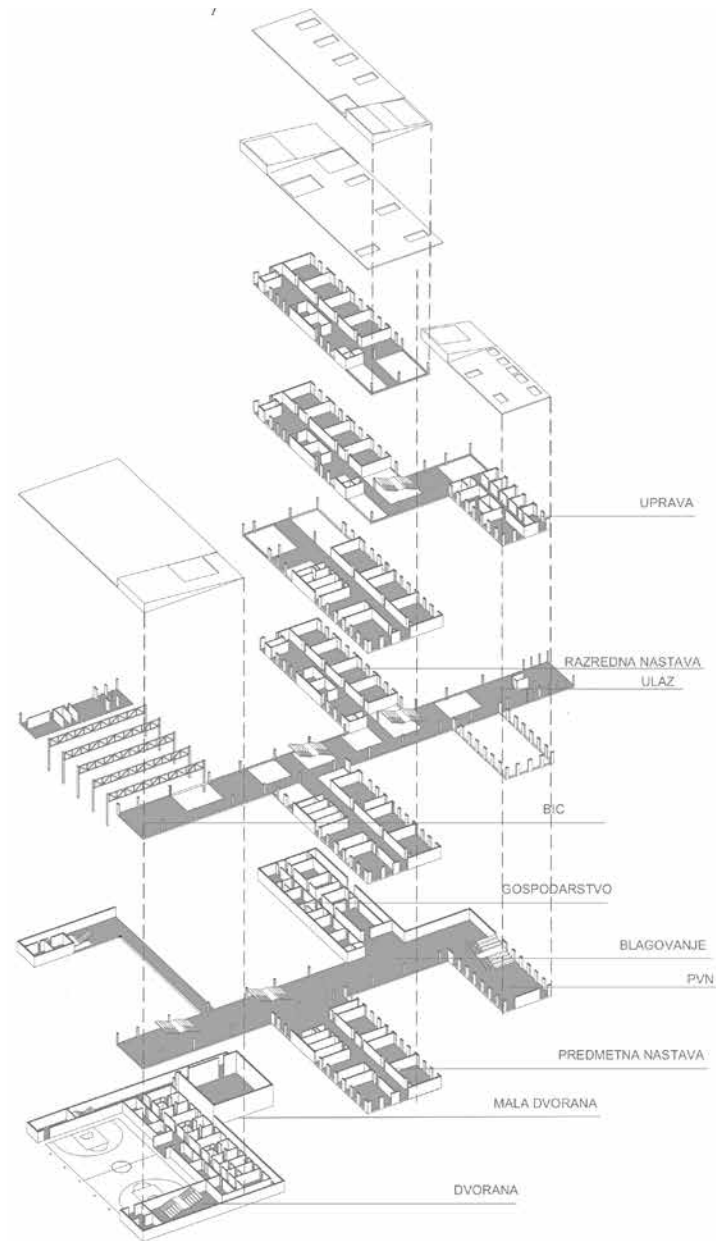 UPRAVA
RAZREDNA NASTAVA
ULAZ
BIC
GOSPODARSTVO
BLAGOVANJE
PVN
PREDMETNA NASTAVA
MALA DVORANA
DVORANA